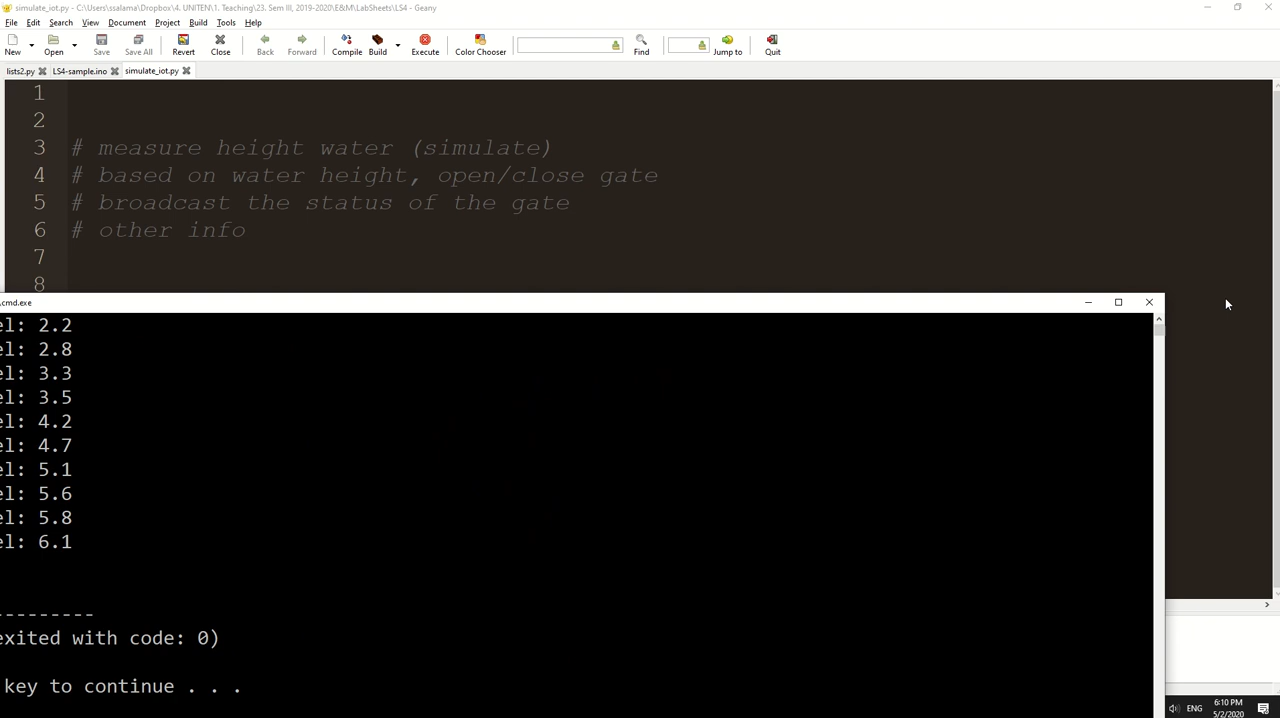 simulate_iot.py - C:\Users\ssalama\Dropbox\4. UNITEN\1. Teaching\23. Sem III, 2019-2020\E&M\LabSheets\LS4 - Geany
File Edit Search View Document Project Build Tools Help
New Open Save Save All Revert Close Back Forward Compile Build Execute Color Chooser Find Jump to Quit
lists2.py LS4-sample.ino simulate_iot.py
1
2
3 # measure height water (simulate)
4 # based on water height, open/close gate
5 # broadcast the status of the gate
6 # other info
7
8
.cmd.exe
el: 2.2
el: 2.8
el: 3.3
el: 3.5
el: 4.2
el: 4.7
el: 5.1
el: 5.6
el: 5.8
el: 6.1
---------
exited with code: 0)
key to continue . . .
ENG
6:10 PM
5/2/2020